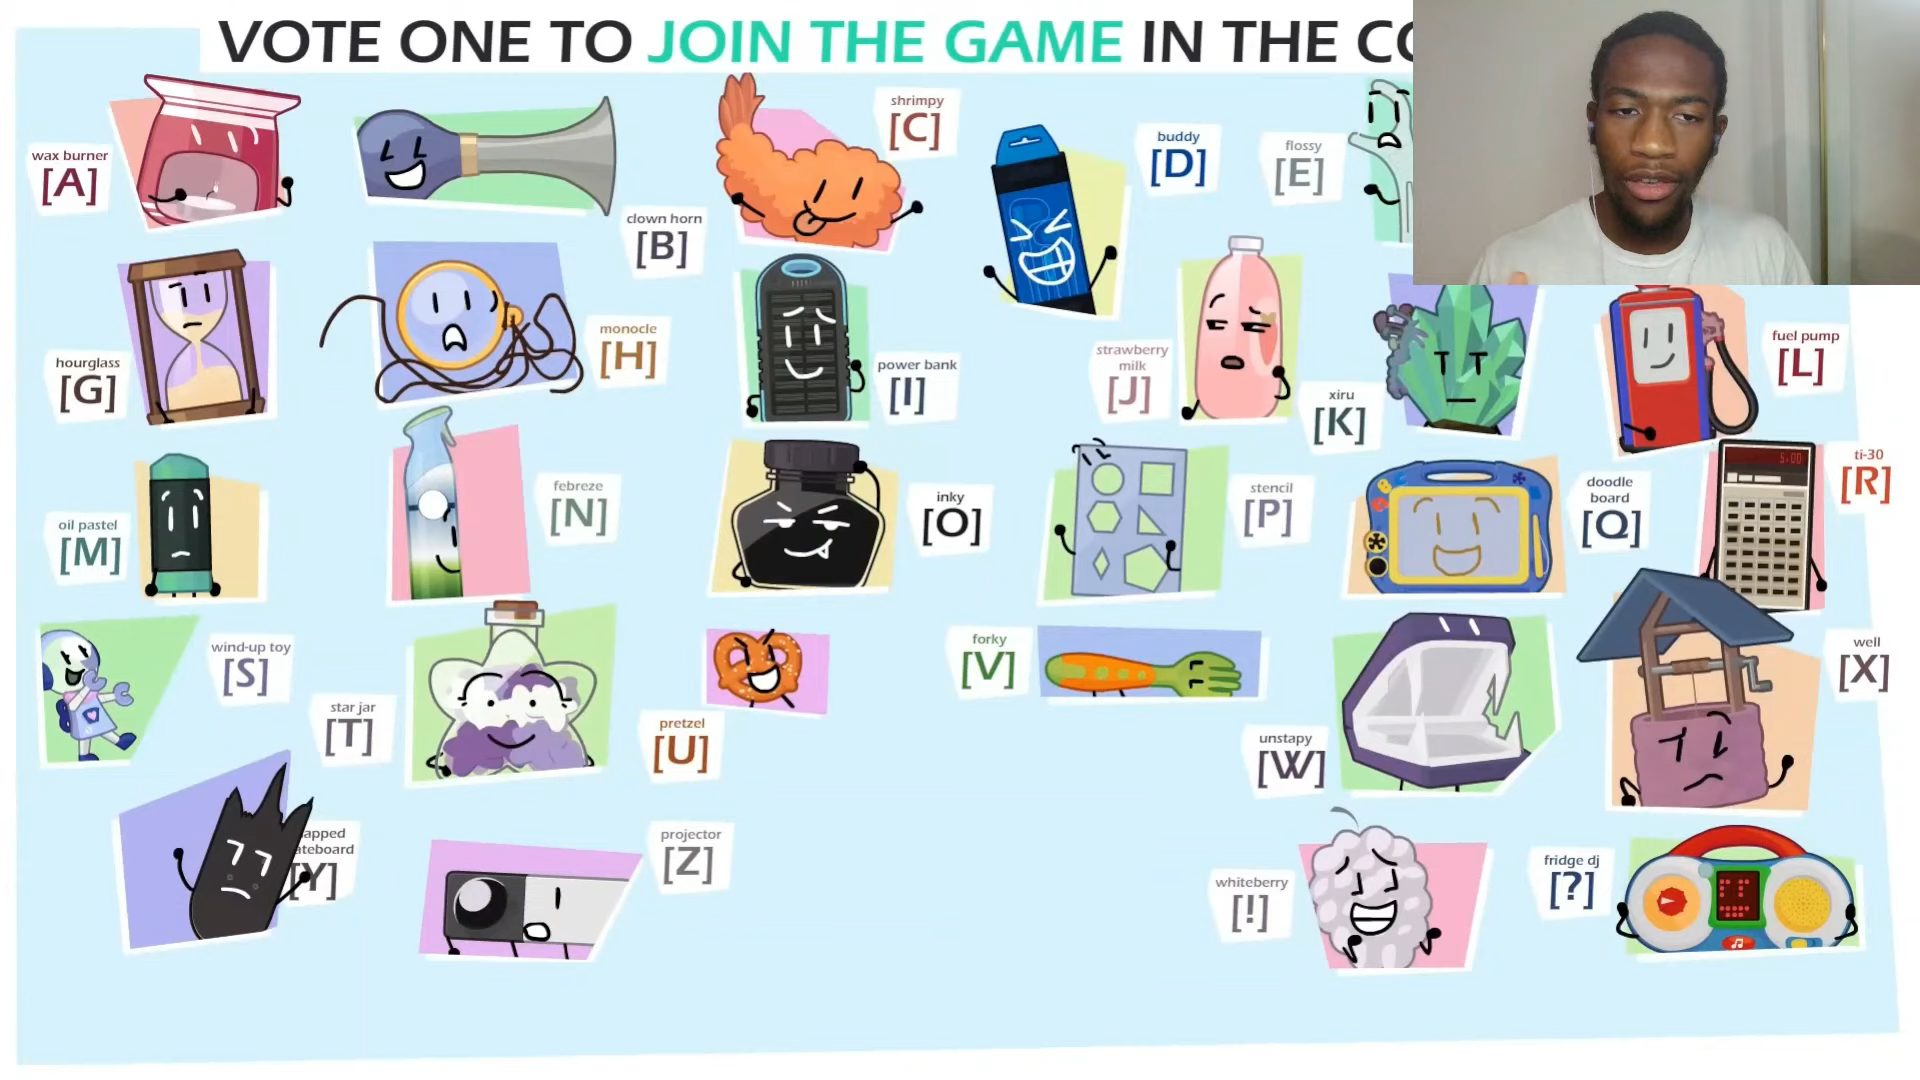 VOTE ONE TO JOIN THE GAME IN THE
shrimpy
[C]
buddy
[D]
flossy
[E]
wax burner
[A]
clown horn
[B]
hourglass
[G]
monocle
[H]
power bank
[I]
strawberry
milk
[J]
xiru
[K]
fuel pump
[L]
oil pastel
[M]
febreze
[N]
inky
[O]
stencil
[P]
doodle
board
[Q]
ti-30
[R]
5:00
wind-up toy
[S]
star jar
[T]
pretzel
[U]
forky
[V]
unstapy
[W]
well
[X]
[Y]
projector
[Z]
whiteberry
[!]
fridge dj
[?]